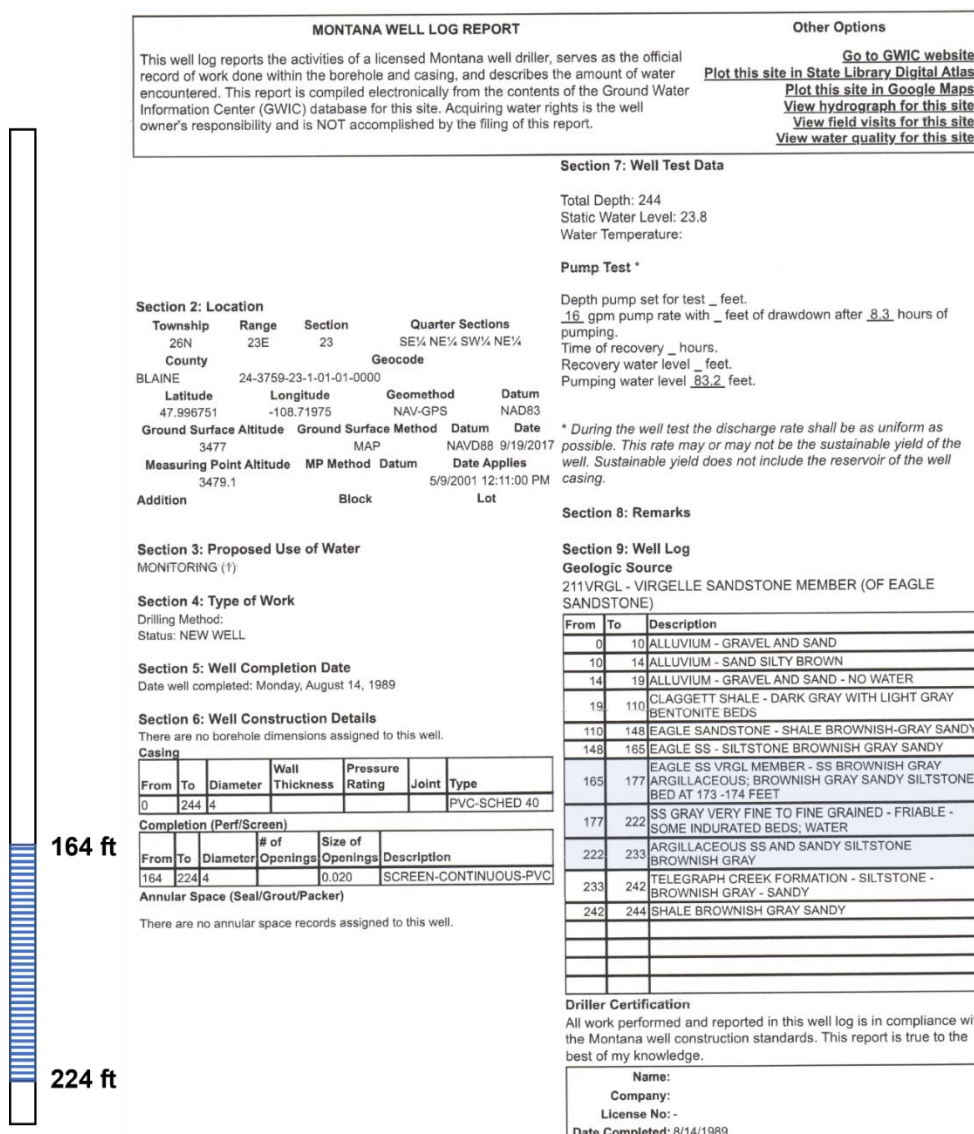 MONTANA WELL LOG REPORT
This well log reports the activities of a licensed Montana well driller, serves as the official
record of work done within the borehole and casing, and describes the amount of water
encountered. This report is compiled electronically from the contents of the Ground Water
Information Center (GWIC) database for this site. Acquiring water rights is the well
owner's responsibility and is NOT accomplished by the filing of this report.
Other Options
Go to GWIC website
Plot this site in State Library Digital Atlas
Plot this site in Google Maps
View hydrograph for this site
View field visits for this site
View water quality for this site
164 ft
224 ft
Section 2: Location
Township Range Section Quarter Sections
26N 23E 23 SE¼ NE¼ SW¼ NE¼
County Geocode
BLAINE 24-3759-23-1-01-01-0000
Latitude Longitude Geomethod Datum
47.996751 -108.71975 NAV-GPS NAD83
Ground Surface Altitude Ground Surface Method Datum Date
3477 MAP NAVD88 9/19/2017
Measuring Point Altitude MP Method Datum Date Applies
3479.1 5/9/2001 12:11:00 PM
Addition Block Lot
Section 3: Proposed Use of Water
MONITORING (1)
Section 4: Type of Work
Drilling Method:
Status: NEW WELL
Section 5: Well Completion Date
Date well completed: Monday, August 14, 1989
Section 6: Well Construction Details
There are no borehole dimensions assigned to this well.
Casing
From To Diameter Wall Thickness Pressure Rating Joint Type
0 244 4 PVC-SCHED 40
Completion (Perf/Screen)
From To Diameter # of Openings Size of Openings Description
164 224 4 0.020 SCREEN-CONTINUOUS-PVC
Annular Space (Seal/Grout/Packer)
There are no annular space records assigned to this well.
Section 7: Well Test Data
Total Depth: 244
Static Water Level: 23.8
Water Temperature:
Pump Test *
Depth pump set for test _ feet.
16 gpm pump rate with _ feet of drawdown after 8.3 hours of
pumping.
Time of recovery _ hours.
Recovery water level _ feet.
Pumping water level 83.2 feet.
* During the well test the discharge rate shall be as uniform as
possible. This rate may or may not be the sustainable yield of the
well. Sustainable yield does not include the reservoir of the well
casing.
Section 8: Remarks
Section 9: Well Log
Geologic Source
211VRGL - VIRGELLE SANDSTONE MEMBER (OF EAGLE
SANDSTONE)
From To Description
0 10 ALLUVIUM - GRAVEL AND SAND
10 14 ALLUVIUM - SAND SILTY BROWN
14 19 ALLUVIUM - GRAVEL AND SAND - NO WATER
19 110 CLAGGETT SHALE - DARK GRAY WITH LIGHT GRAY
BENTONITE BEDS
110 148 EAGLE SANDSTONE - SHALE BROWNISH-GRAY SANDY
148 165 EAGLE SS - SILTSTONE BROWNISH GRAY SANDY
165 177 EAGLE SS VRGL MEMBER - SS BROWNISH GRAY
ARGILLACEOUS; BROWNISH GRAY SANDY SILTSTONE
BED AT 173 -174 FEET
177 222 SS GRAY VERY FINE TO FINE GRAINED - FRIABLE -
SOME INDURATED BEDS; WATER
222 233 ARGILLACEOUS SS AND SANDY SILTSTONE
BROWNISH GRAY
233 242 TELEGRAPH CREEK FORMATION - SILTSTONE -
BROWNISH GRAY - SANDY
242 244 SHALE BROWNISH GRAY SANDY
Driller Certification
All work performed and reported in this well log is in compliance wi
the Montana well construction standards. This report is true to the
best of my knowledge.
Name:
Company:
License No: -
Date Completed: 8/14/1989